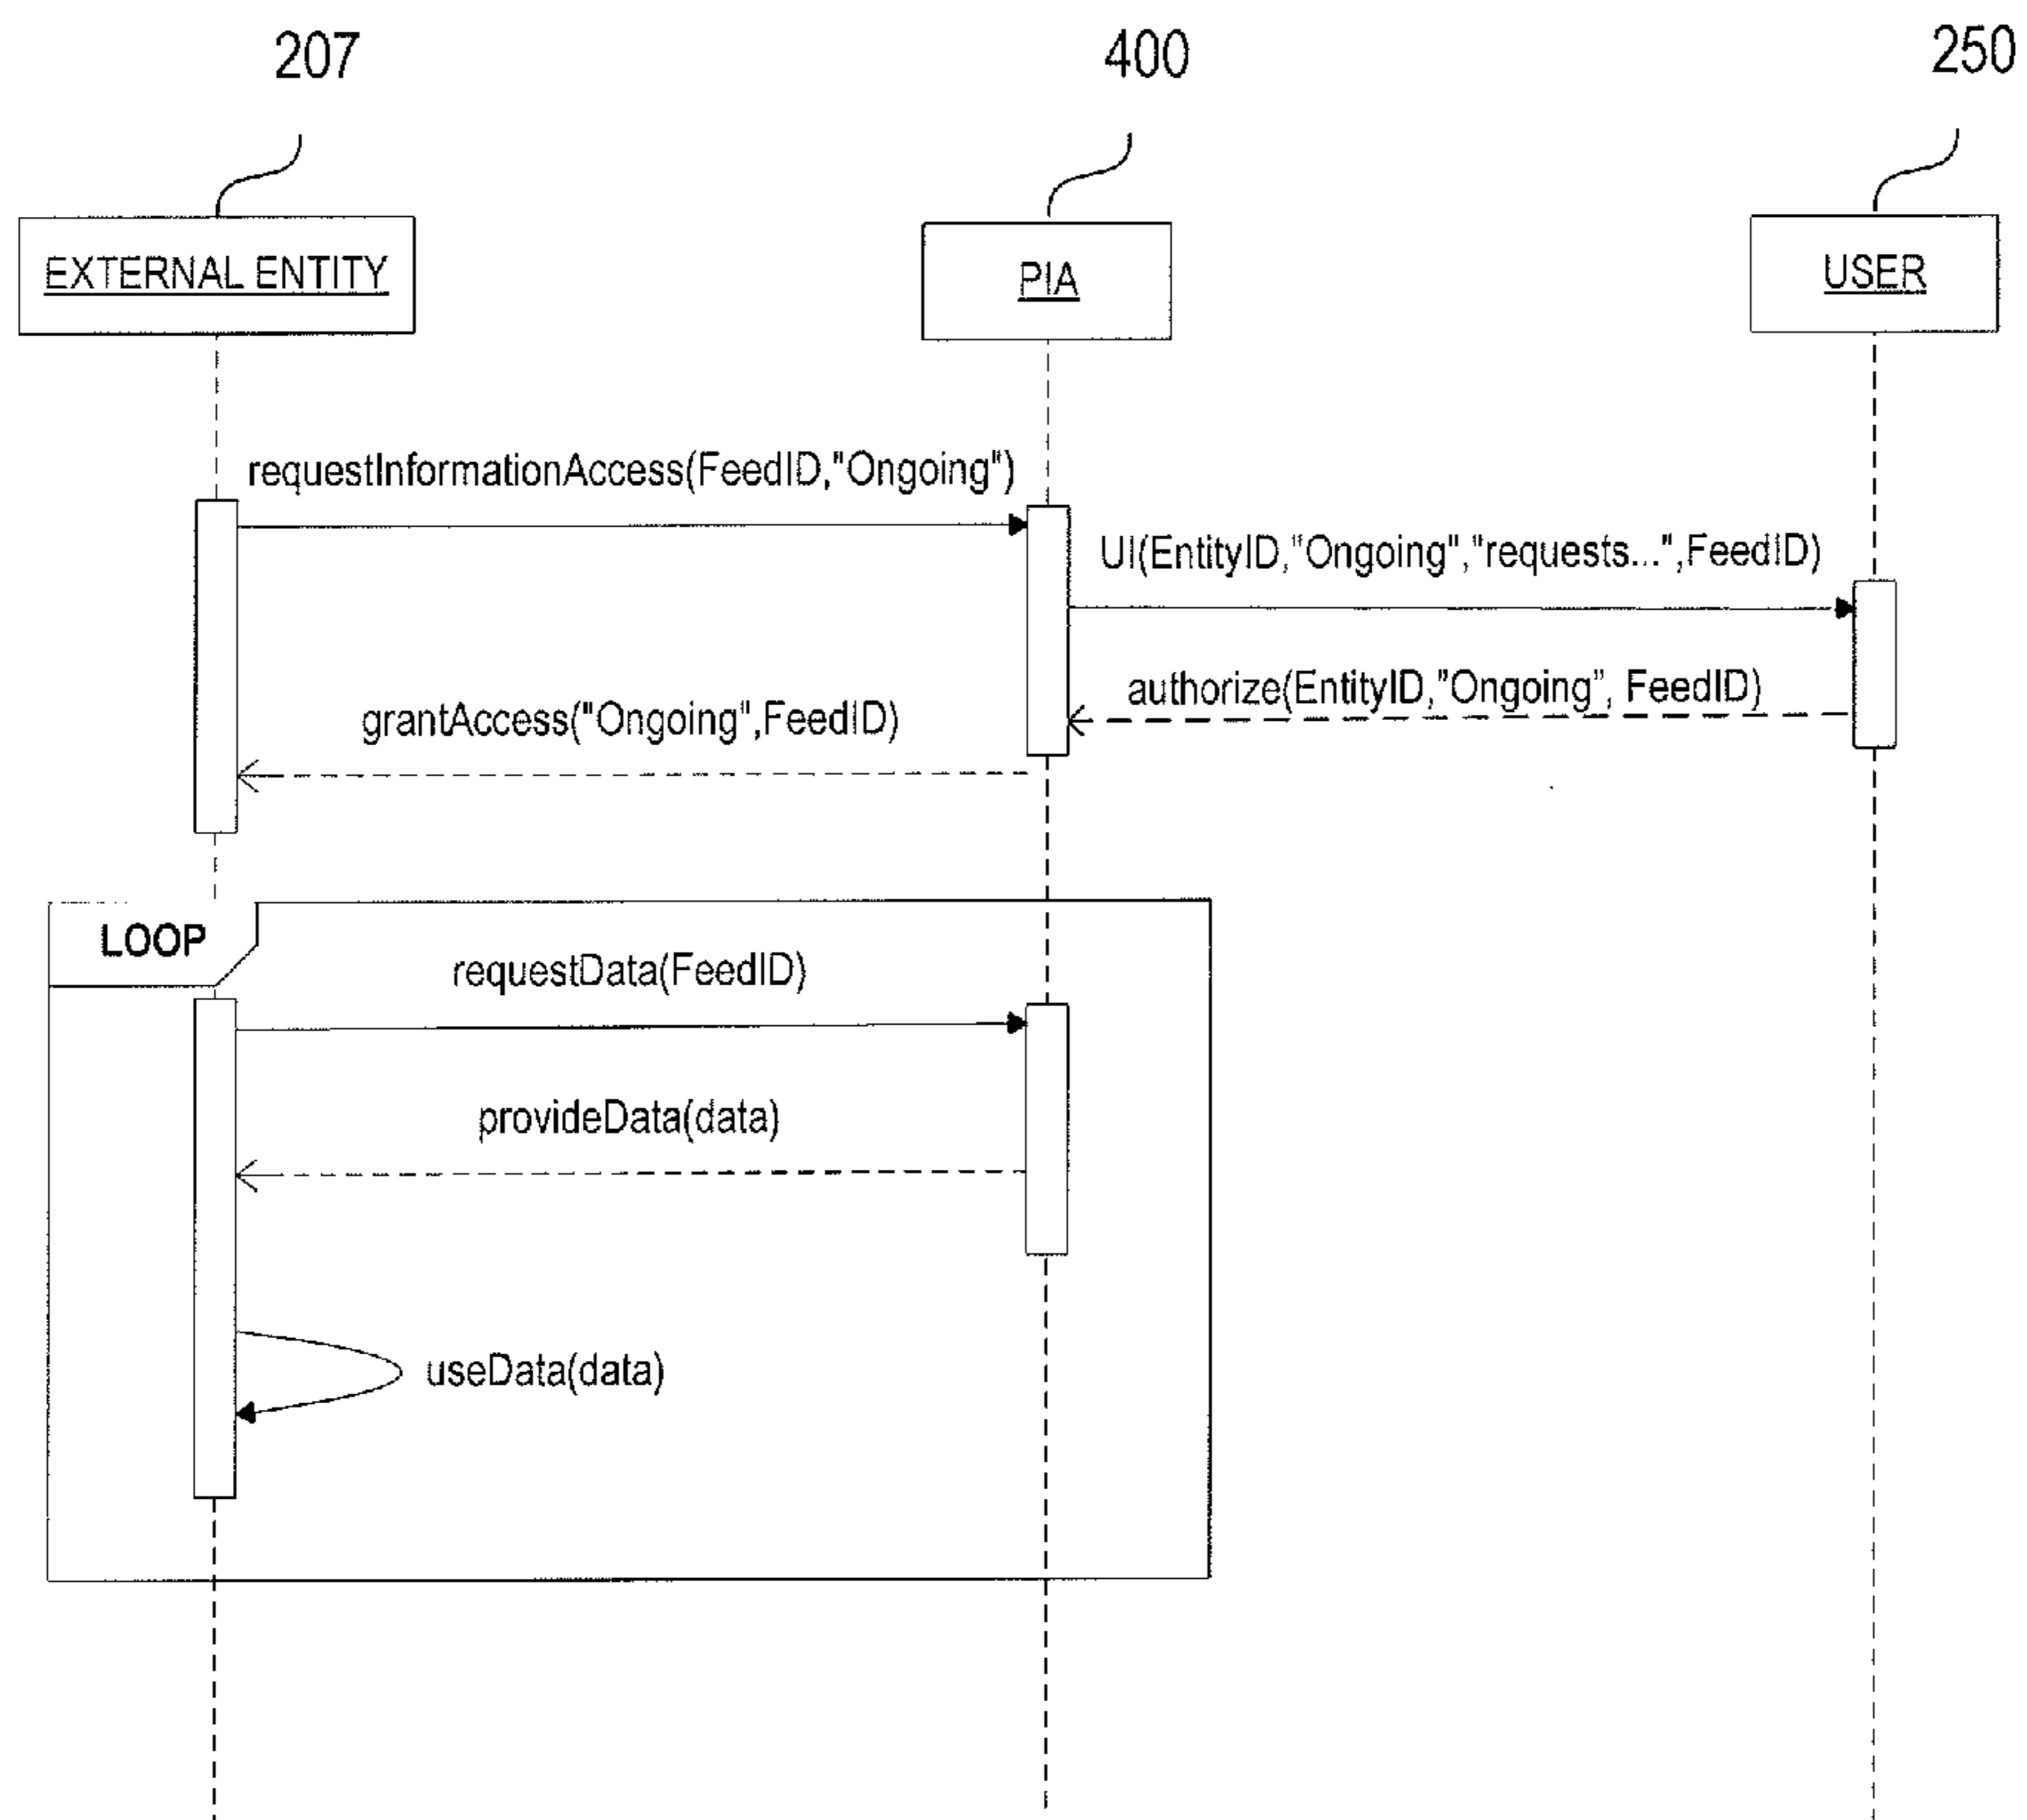 207
400
250
EXTERNAL ENTITY
PIA
USER
requestInformationAccess(FeedID,"Ongoing")
UI(EntityID,"Ongoing","requests...",FeedID)
authorize(EntityID,"Ongoing", FeedID)
grantAccess("Ongoing",FeedID)
LOOP
requestData(FeedID)
provideData(data)
useData(data)